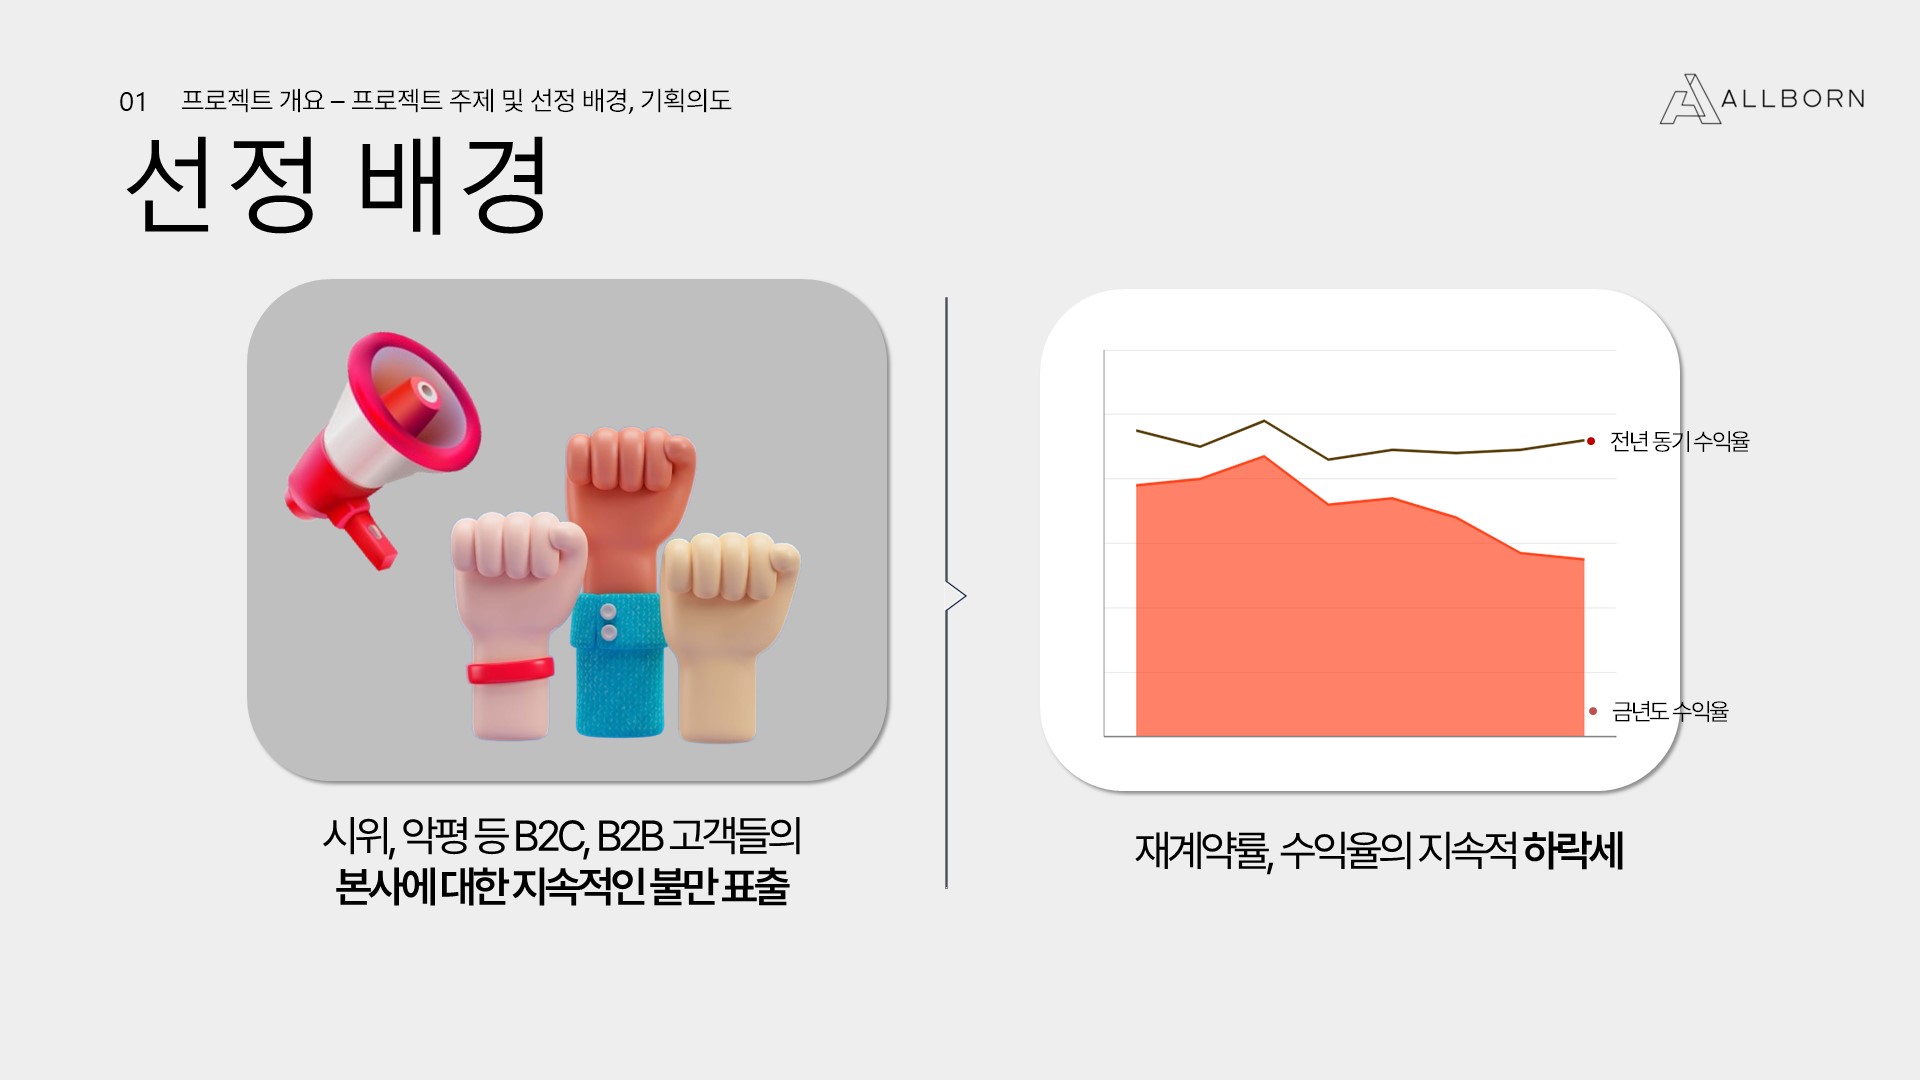 01 프로젝트 개요 – 프로젝트 주제 및 선정 배경, 기획의도
ALLBORN
선정 배경
전년 동기 수익율
금년도 수익율
시위, 악평 등 B2C, B2B 고객들의
본사에 대한 지속적인 불만 표출
재계약률, 수익율의 지속적 하락세